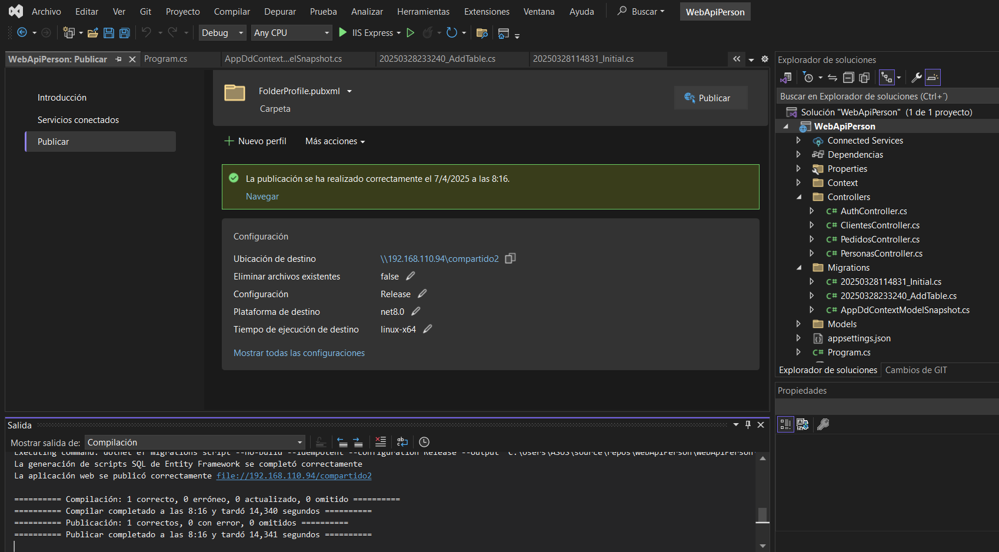 Archivo Editar Ver Git Proyecto Compilar Depurar Prueba Analizar Herramientas Extensiones Ventana Ayuda Buscar WebApiPerson
Debug Any CPU IIS Express
WebApiPerson: Publicar Program.cs AppDdContext...elSnapshot.cs 20250328233240_AddTable.cs 20250328114831_Initial.cs
Introducción
Servicios conectados
Publicar
FolderProfile.pubxml
Carpeta
Publicar
Nuevo perfil Más acciones
La publicación se ha realizado correctamente el 7/4/2025 a las 8:16.
Navegar
Configuración
Ubicación de destino \\192.168.110.94\compartido2
Eliminar archivos existentes false
Configuración Release
Plataforma de destino net8.0
Tiempo de ejecución de destino linux-x64
Mostrar todas las configuraciones
Explorador de soluciones
Buscar en Explorador de soluciones (Ctrl+´)
Solución "WebApiPerson" (1 de 1 proyecto)
WebApiPerson
Connected Services
Dependencias
Properties
Context
Controllers
C# AuthController.cs
C# ClientesController.cs
C# PedidosController.cs
C# PersonasController.cs
Migrations
C# 20250328114831_Initial.cs
C# 20250328233240_AddTable.cs
C# AppDdContextModelSnapshot.cs
Models
appsettings.json
C# Program.cs
Explorador de soluciones Cambios de GIT
Propiedades
Salida
Mostrar salida de: Compilación
Executing command: dotnet ef migrations script --no-build --idempotent --configuration Release --output "C:\Users\ASUS\source\repos\WebApiPerson\WebApiPerson
La generación de scripts SQL de Entity Framework se completó correctamente
La aplicación web se publicó correctamente file://192.168.110.94/compartido2
========== Compilación: 1 correcto, 0 erróneo, 0 actualizado, 0 omitido ==========
========== Compilar completado a las 8:16 y tardó 14,340 segundos ==========
========== Publicación: 1 correctos, 0 con error, 0 omitidos ==========
========== Publicar completado a las 8:16 y tardó 14,341 segundos ==========